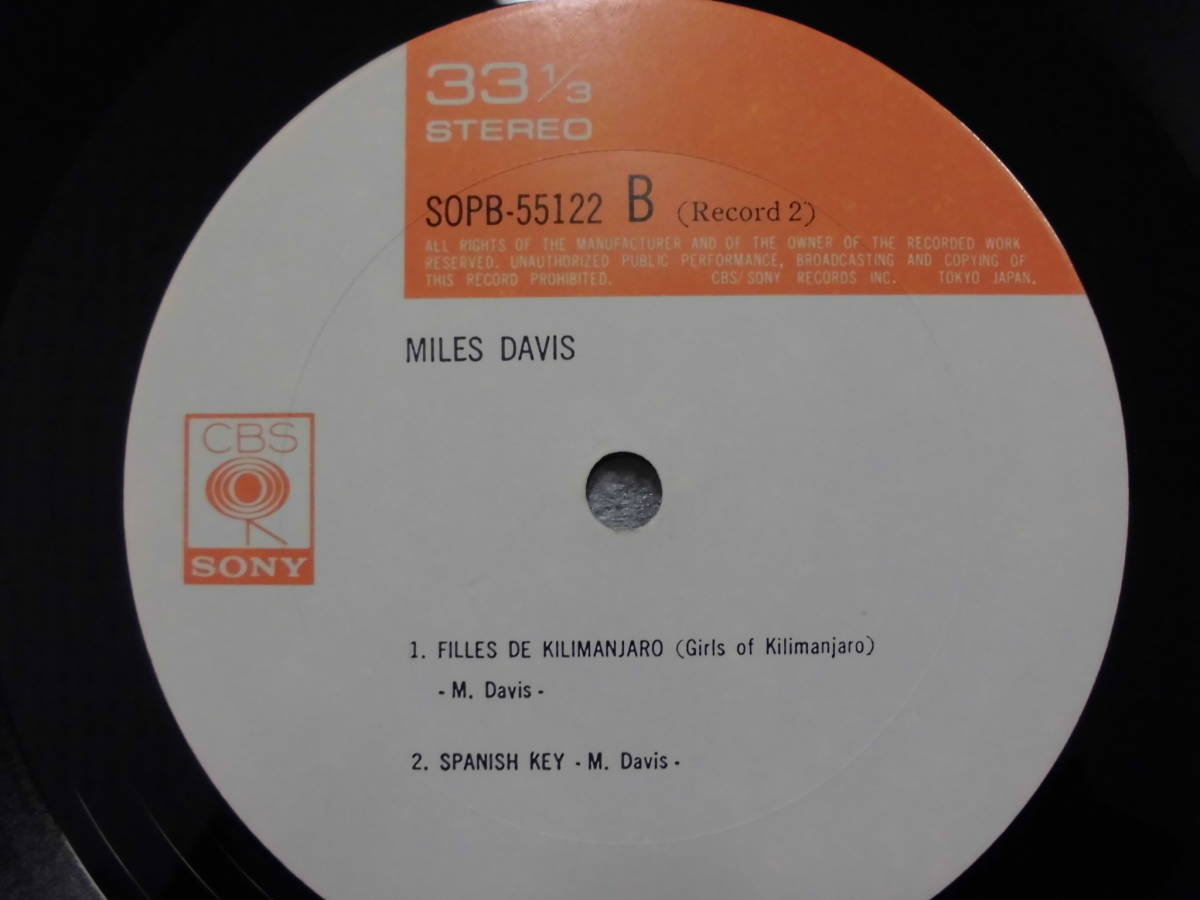 33 1/3
STEREO
SOPB-55122 B (Record 2)
ALL RIGHTS OF THE MANUFACTURER AND OF THE OWNER OF THE RECORDED WORK
RESERVED. UNAUTHORIZED PUBLIC PERFORMANCE, BROADCASTING AND COPYING OF
THIS RECORD PROHIBITED. CBS/SONY RECORDS INC. TOKYO JAPAN.
MILES DAVIS
CBS
SONY
1. FILLES DE KILIMANJARO (Girls of Kilimanjaro)
- M. Davis -
2. SPANISH KEY - M. Davis -